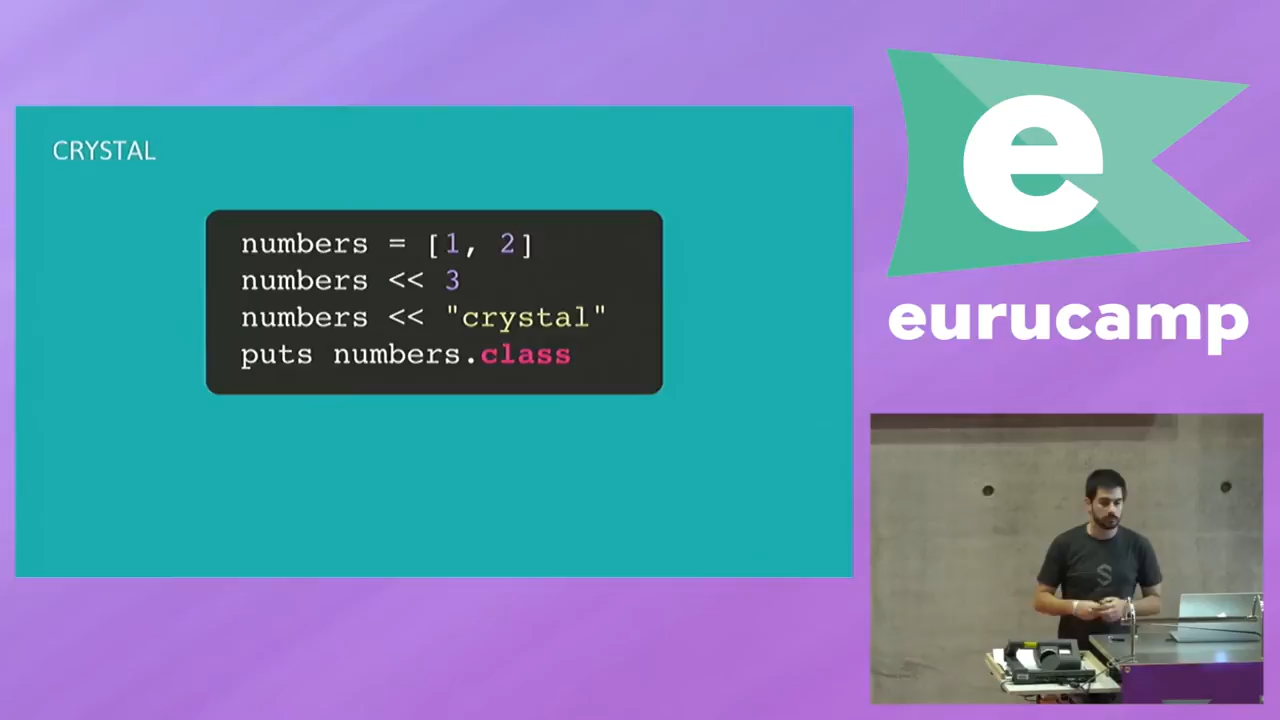 CRYSTAL
numbers = [1, 2]
numbers << 3
numbers << "crystal"
puts numbers.class
e
eurucamp
S